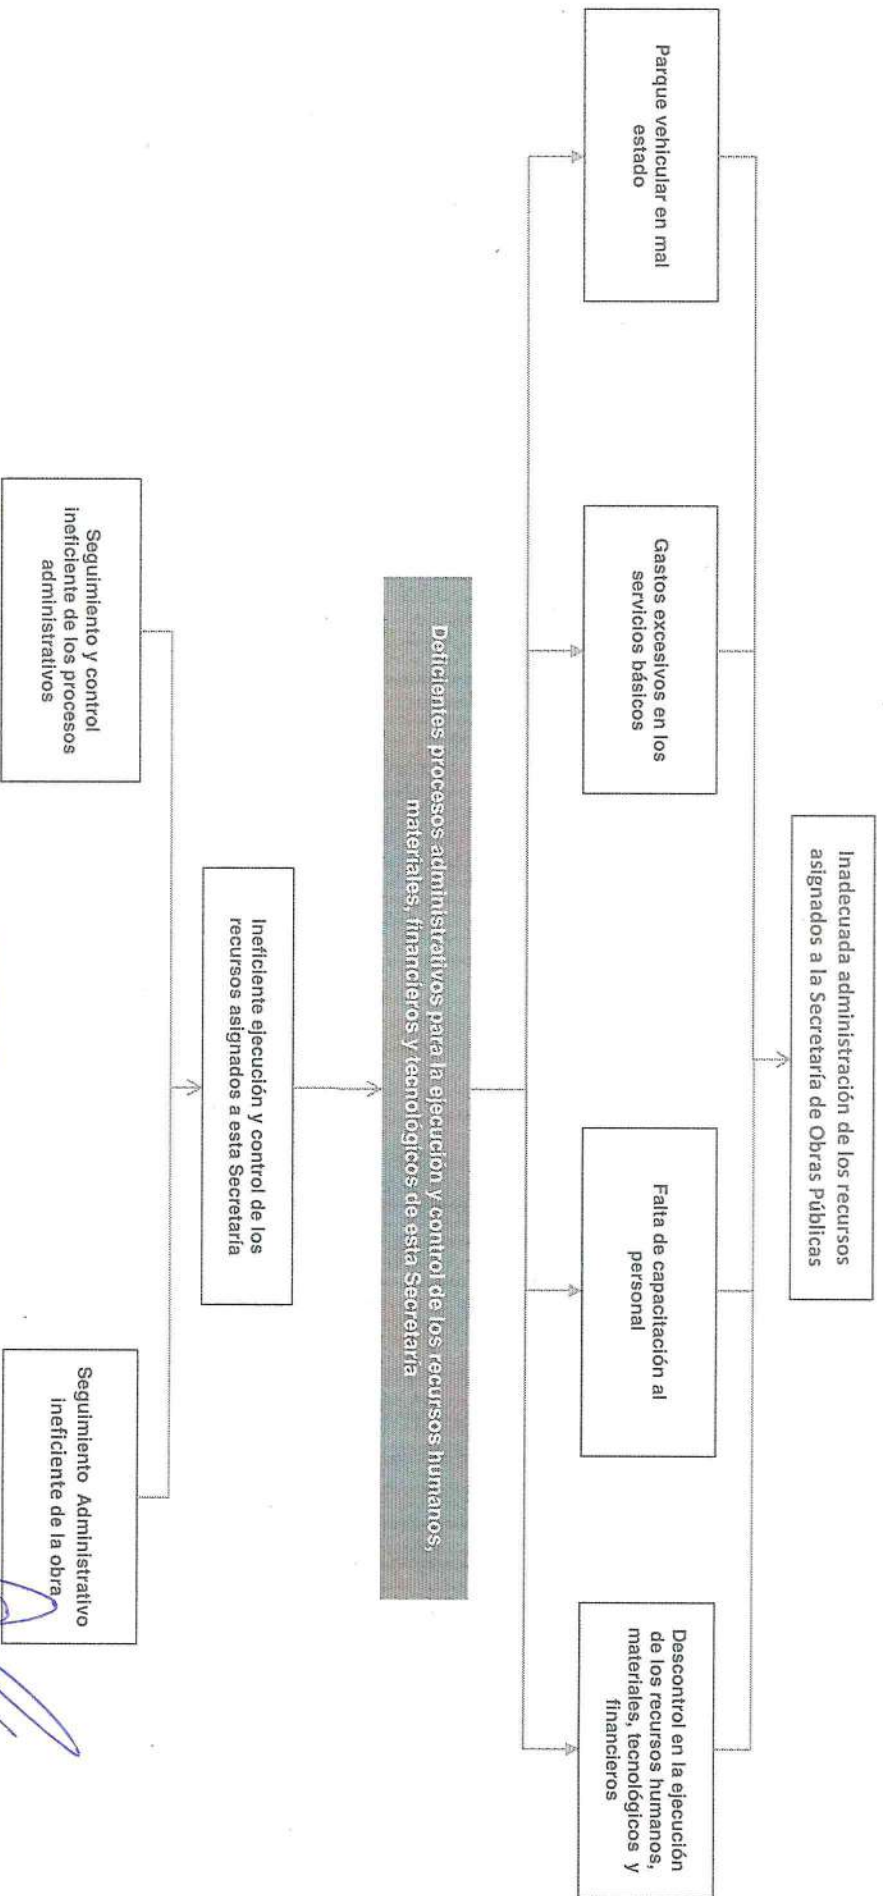 Inadecuada administración de los recursos
asignados a la Secretaría de Obras Públicas
Parque vehicular en mal
estado
Gastos excesivos en los
servicios básicos
Falta de capacitación al
personal
Descontrol en la ejecución
de los recursos humanos,
materiales, tecnológicos y
financieros
Deficientes procesos administrativos para la ejecución y control de los recursos humanos,
materiales, financieros y tecnológicos de esta Secretaría
Ineficiente ejecución y control de los
recursos asignados a esta Secretaría
Seguimiento y control
ineficiente de los procesos
administrativos
Seguimiento Administrativo
ineficiente de la obra